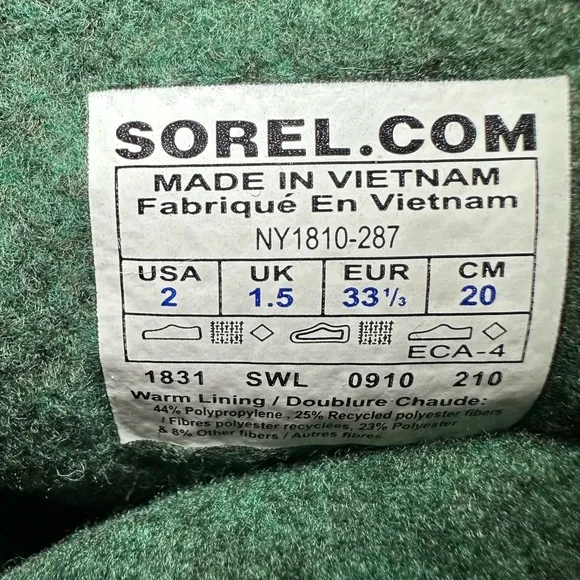 SOREL.COM
MADE IN VIETNAM
Fabriqué En Vietnam
NY1810-287
USA UK EUR CM
2 1.5 33 1/3 20
ECA-4
1831 SWL 0910 210
Warm Lining / Doublure Chaude:
44% Polypropylene , 25% Recycled polyester fibers
/ Fibres polyester recyclées, 23% Polyester
& 8% Other fibers / Autres fibres